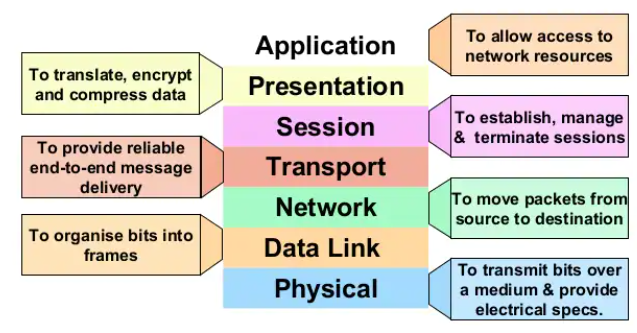 Application
To allow access to
network resources
To translate, encrypt
and compress data
Presentation
Session
To establish, manage
& terminate sessions
To provide reliable
end-to-end message
delivery
Transport
Network
To move packets from
source to destination
To organise bits into
frames
Data Link
Physical
To transmit bits over
a medium & provide
electrical specs.